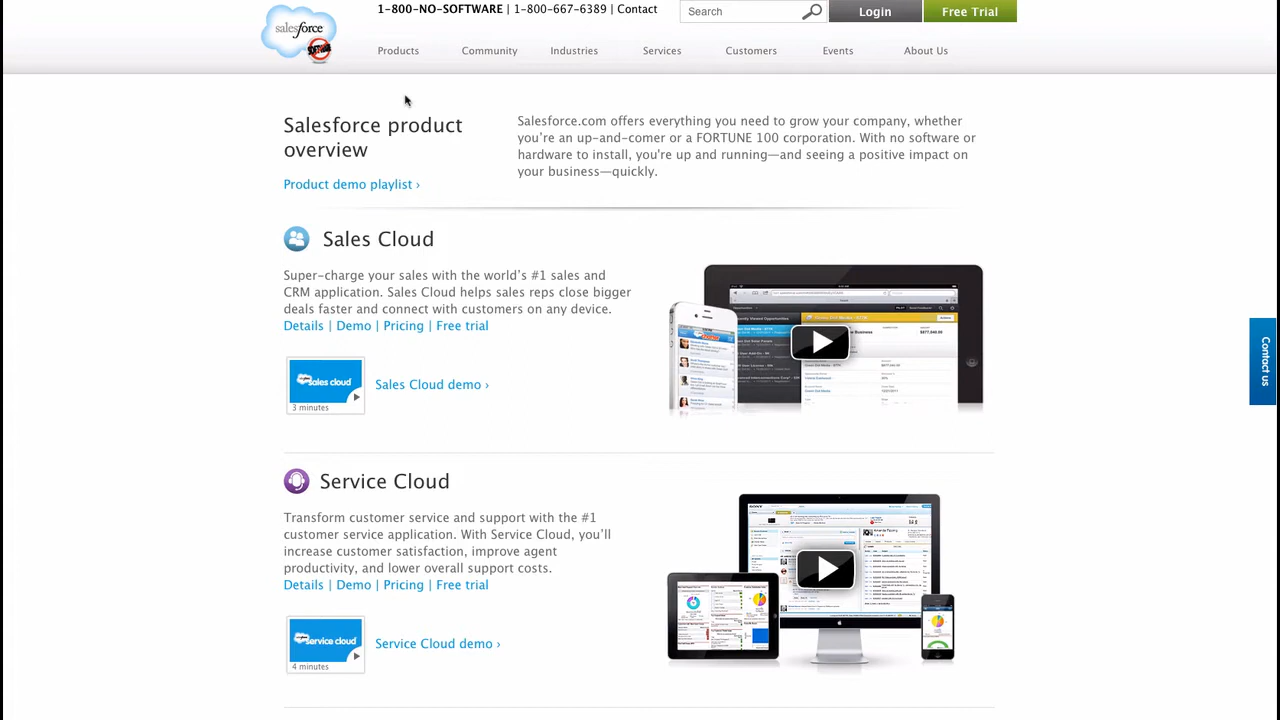 1-800-NO-SOFTWARE | 1-800-667-6389 | Contact
Search
Login
Free Trial
salesforce
SOFTWARE
Products
Community
Industries
Services
Customers
Events
About Us
Salesforce product
overview
Product demo playlist ›
Salesforce.com offers everything you need to grow your company, whether
you're an up-and-comer or a FORTUNE 100 corporation. With no software or
hardware to install, you're up and running—and seeing a positive impact on
your business—quickly.
Sales Cloud
Super-charge your sales with the world's #1 sales and
CRM application. Sales Cloud helps sales reps close bigger
deals faster and connect with customers on any device.
Details | Demo | Pricing | Free trial
sales cloud
3 minutes
Sales Cloud demo ›
Contact
Service Cloud
Transform customer service and support with the #1
customer service application. With Service Cloud, you'll
increase customer satisfaction, improve agent
productivity and lower overall support costs.
Details | Demo | Pricing | Free Trial
service cloud
4 minutes
Service Cloud demo ›